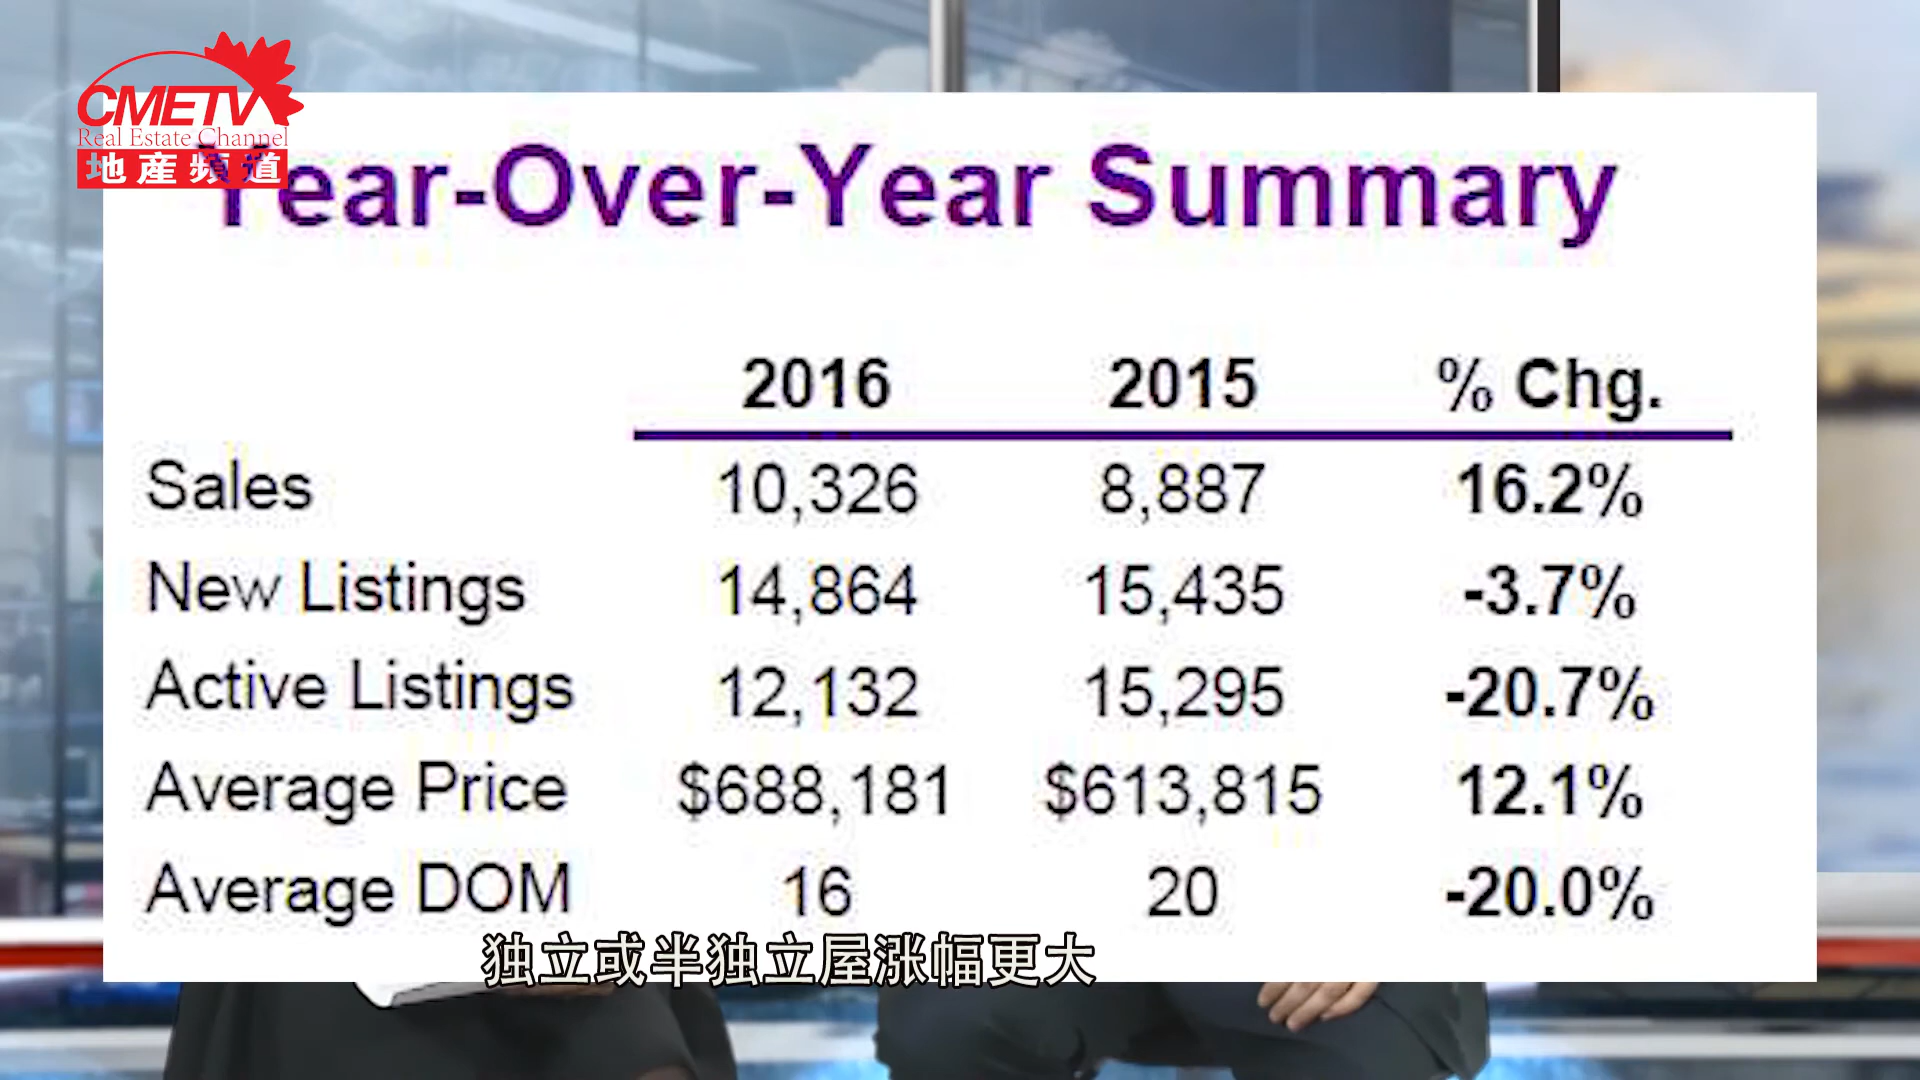 CMETV
Real Estate Channel
地産頻道
Year-Over-Year Summary
2016 2015 % Chg.
Sales 10,326 8,887 16.2%
New Listings 14,864 15,435 -3.7%
Active Listings 12,132 15,295 -20.7%
Average Price $688,181 $613,815 12.1%
Average DOM 16 20 -20.0%
独立或半独立屋涨幅更大